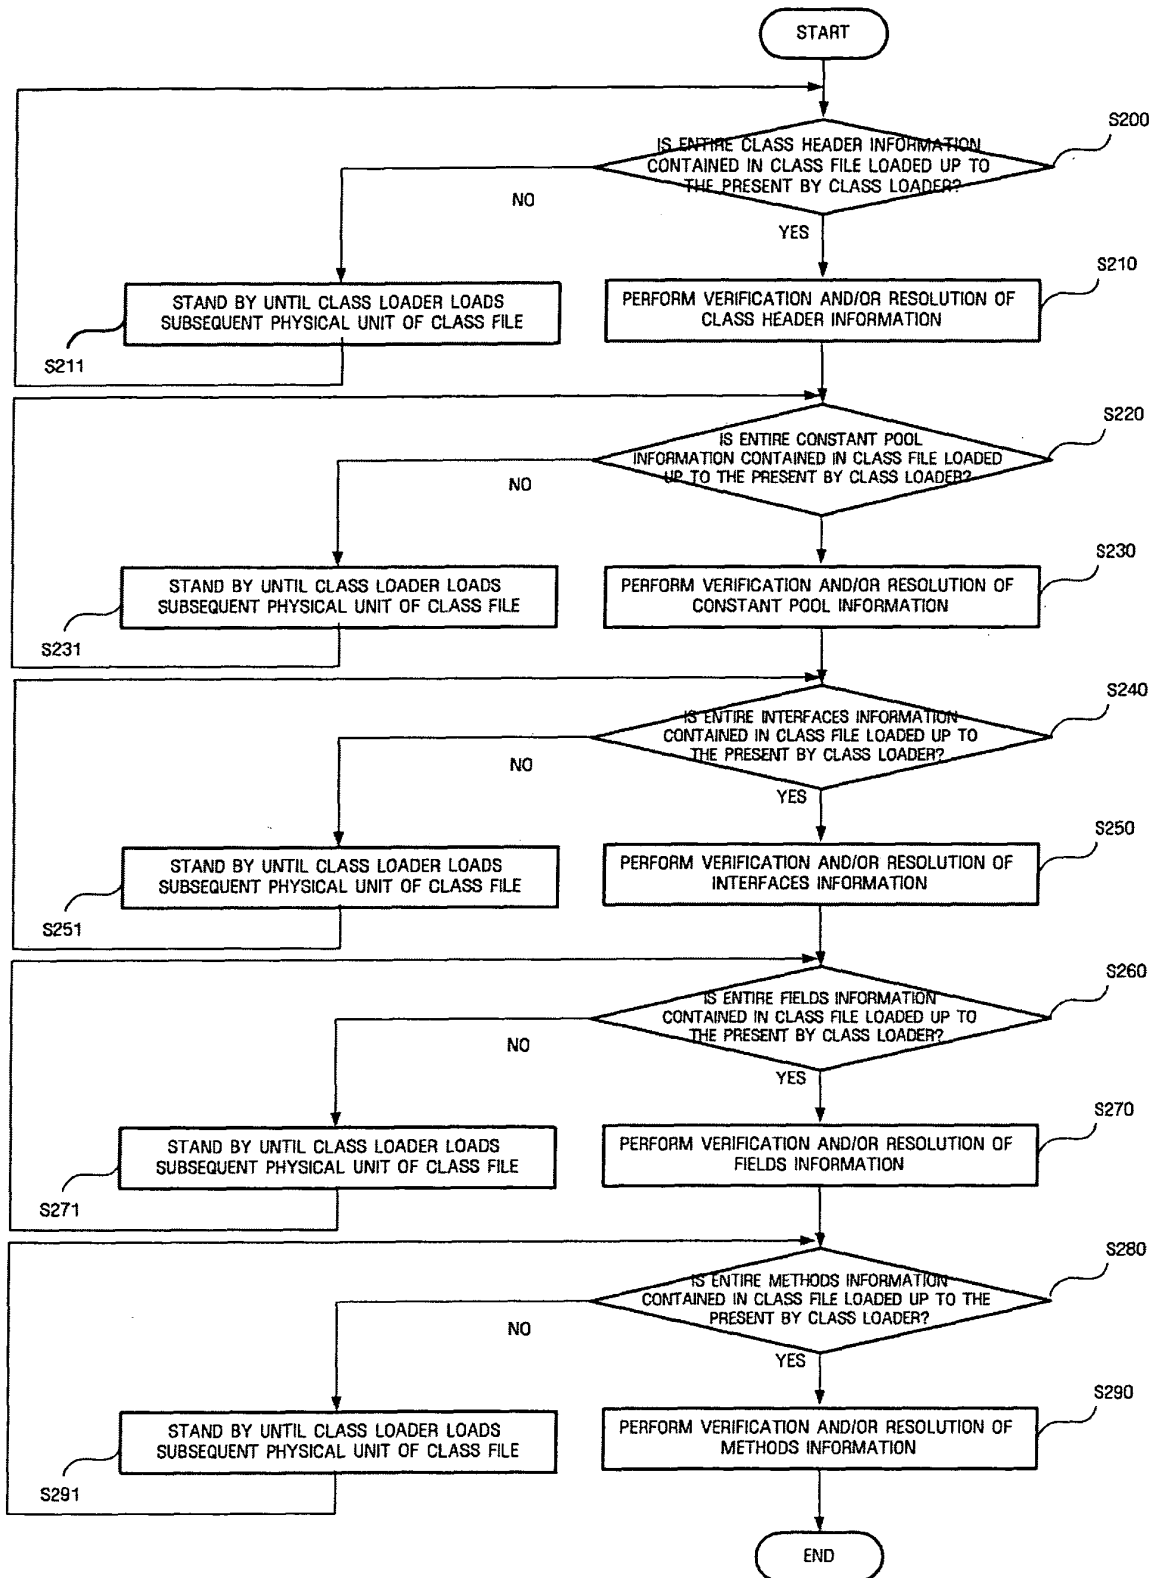 START
S200
IS ENTIRE CLASS HEADER INFORMATION
CONTAINED IN CLASS FILE LOADED UP TO
THE PRESENT BY CLASS LOADER?
NO
YES
S210
STAND BY UNTIL CLASS LOADER LOADS
SUBSEQUENT PHYSICAL UNIT OF CLASS FILE
PERFORM VERIFICATION AND/OR RESOLUTION OF
CLASS HEADER INFORMATION
S211
S220
IS ENTIRE CONSTANT POOL
INFORMATION CONTAINED IN CLASS FILE LOADED
UP TO THE PRESENT BY CLASS LOADER?
NO
S230
STAND BY UNTIL CLASS LOADER LOADS
SUBSEQUENT PHYSICAL UNIT OF CLASS FILE
PERFORM VERIFICATION AND/OR RESOLUTION OF
CONSTANT POOL INFORMATION
S231
S240
IS ENTIRE INTERFACES INFORMATION
CONTAINED IN CLASS FILE LOADED UP TO
THE PRESENT BY CLASS LOADER?
NO
YES
S250
STAND BY UNTIL CLASS LOADER LOADS
SUBSEQUENT PHYSICAL UNIT OF CLASS FILE
PERFORM VERIFICATION AND/OR RESOLUTION OF
INTERFACES INFORMATION
S251
S260
IS ENTIRE FIELDS INFORMATION
CONTAINED IN CLASS FILE LOADED UP TO
THE PRESENT BY CLASS LOADER?
NO
YES
S270
STAND BY UNTIL CLASS LOADER LOADS
SUBSEQUENT PHYSICAL UNIT OF CLASS FILE
PERFORM VERIFICATION AND/OR RESOLUTION OF
FIELDS INFORMATION
S271
S280
IS ENTIRE METHODS INFORMATION
CONTAINED IN CLASS FILE LOADED UP TO THE
PRESENT BY CLASS LOADER?
NO
YES
S290
STAND BY UNTIL CLASS LOADER LOADS
SUBSEQUENT PHYSICAL UNIT OF CLASS FILE
PERFORM VERIFICATION AND/OR RESOLUTION OF
METHODS INFORMATION
S291
END